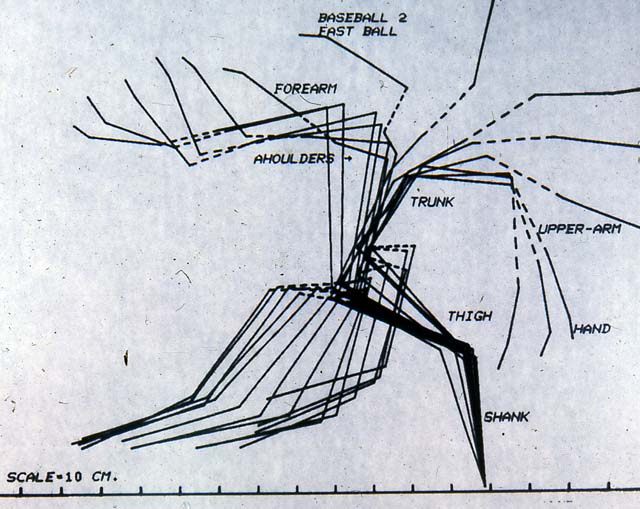 BASEBALL 2
FAST BALL
FOREARM
AHOULDERS →
TRUNK
UPPER-ARM
THIGH
HAND
SHANK
SCALE=10 CM.